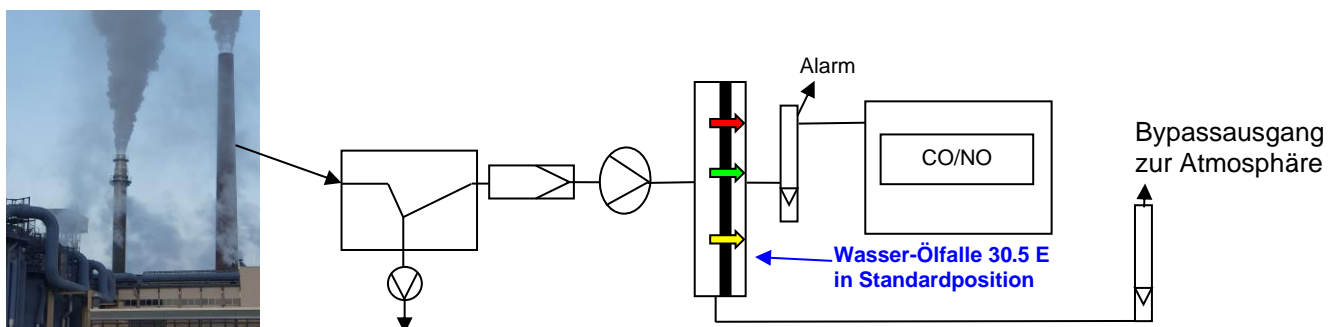 Alarm
CO/NO
Bypassausgang
zur Atmosphäre
Wasser-Ölfalle 30.5 E
in Standardposition